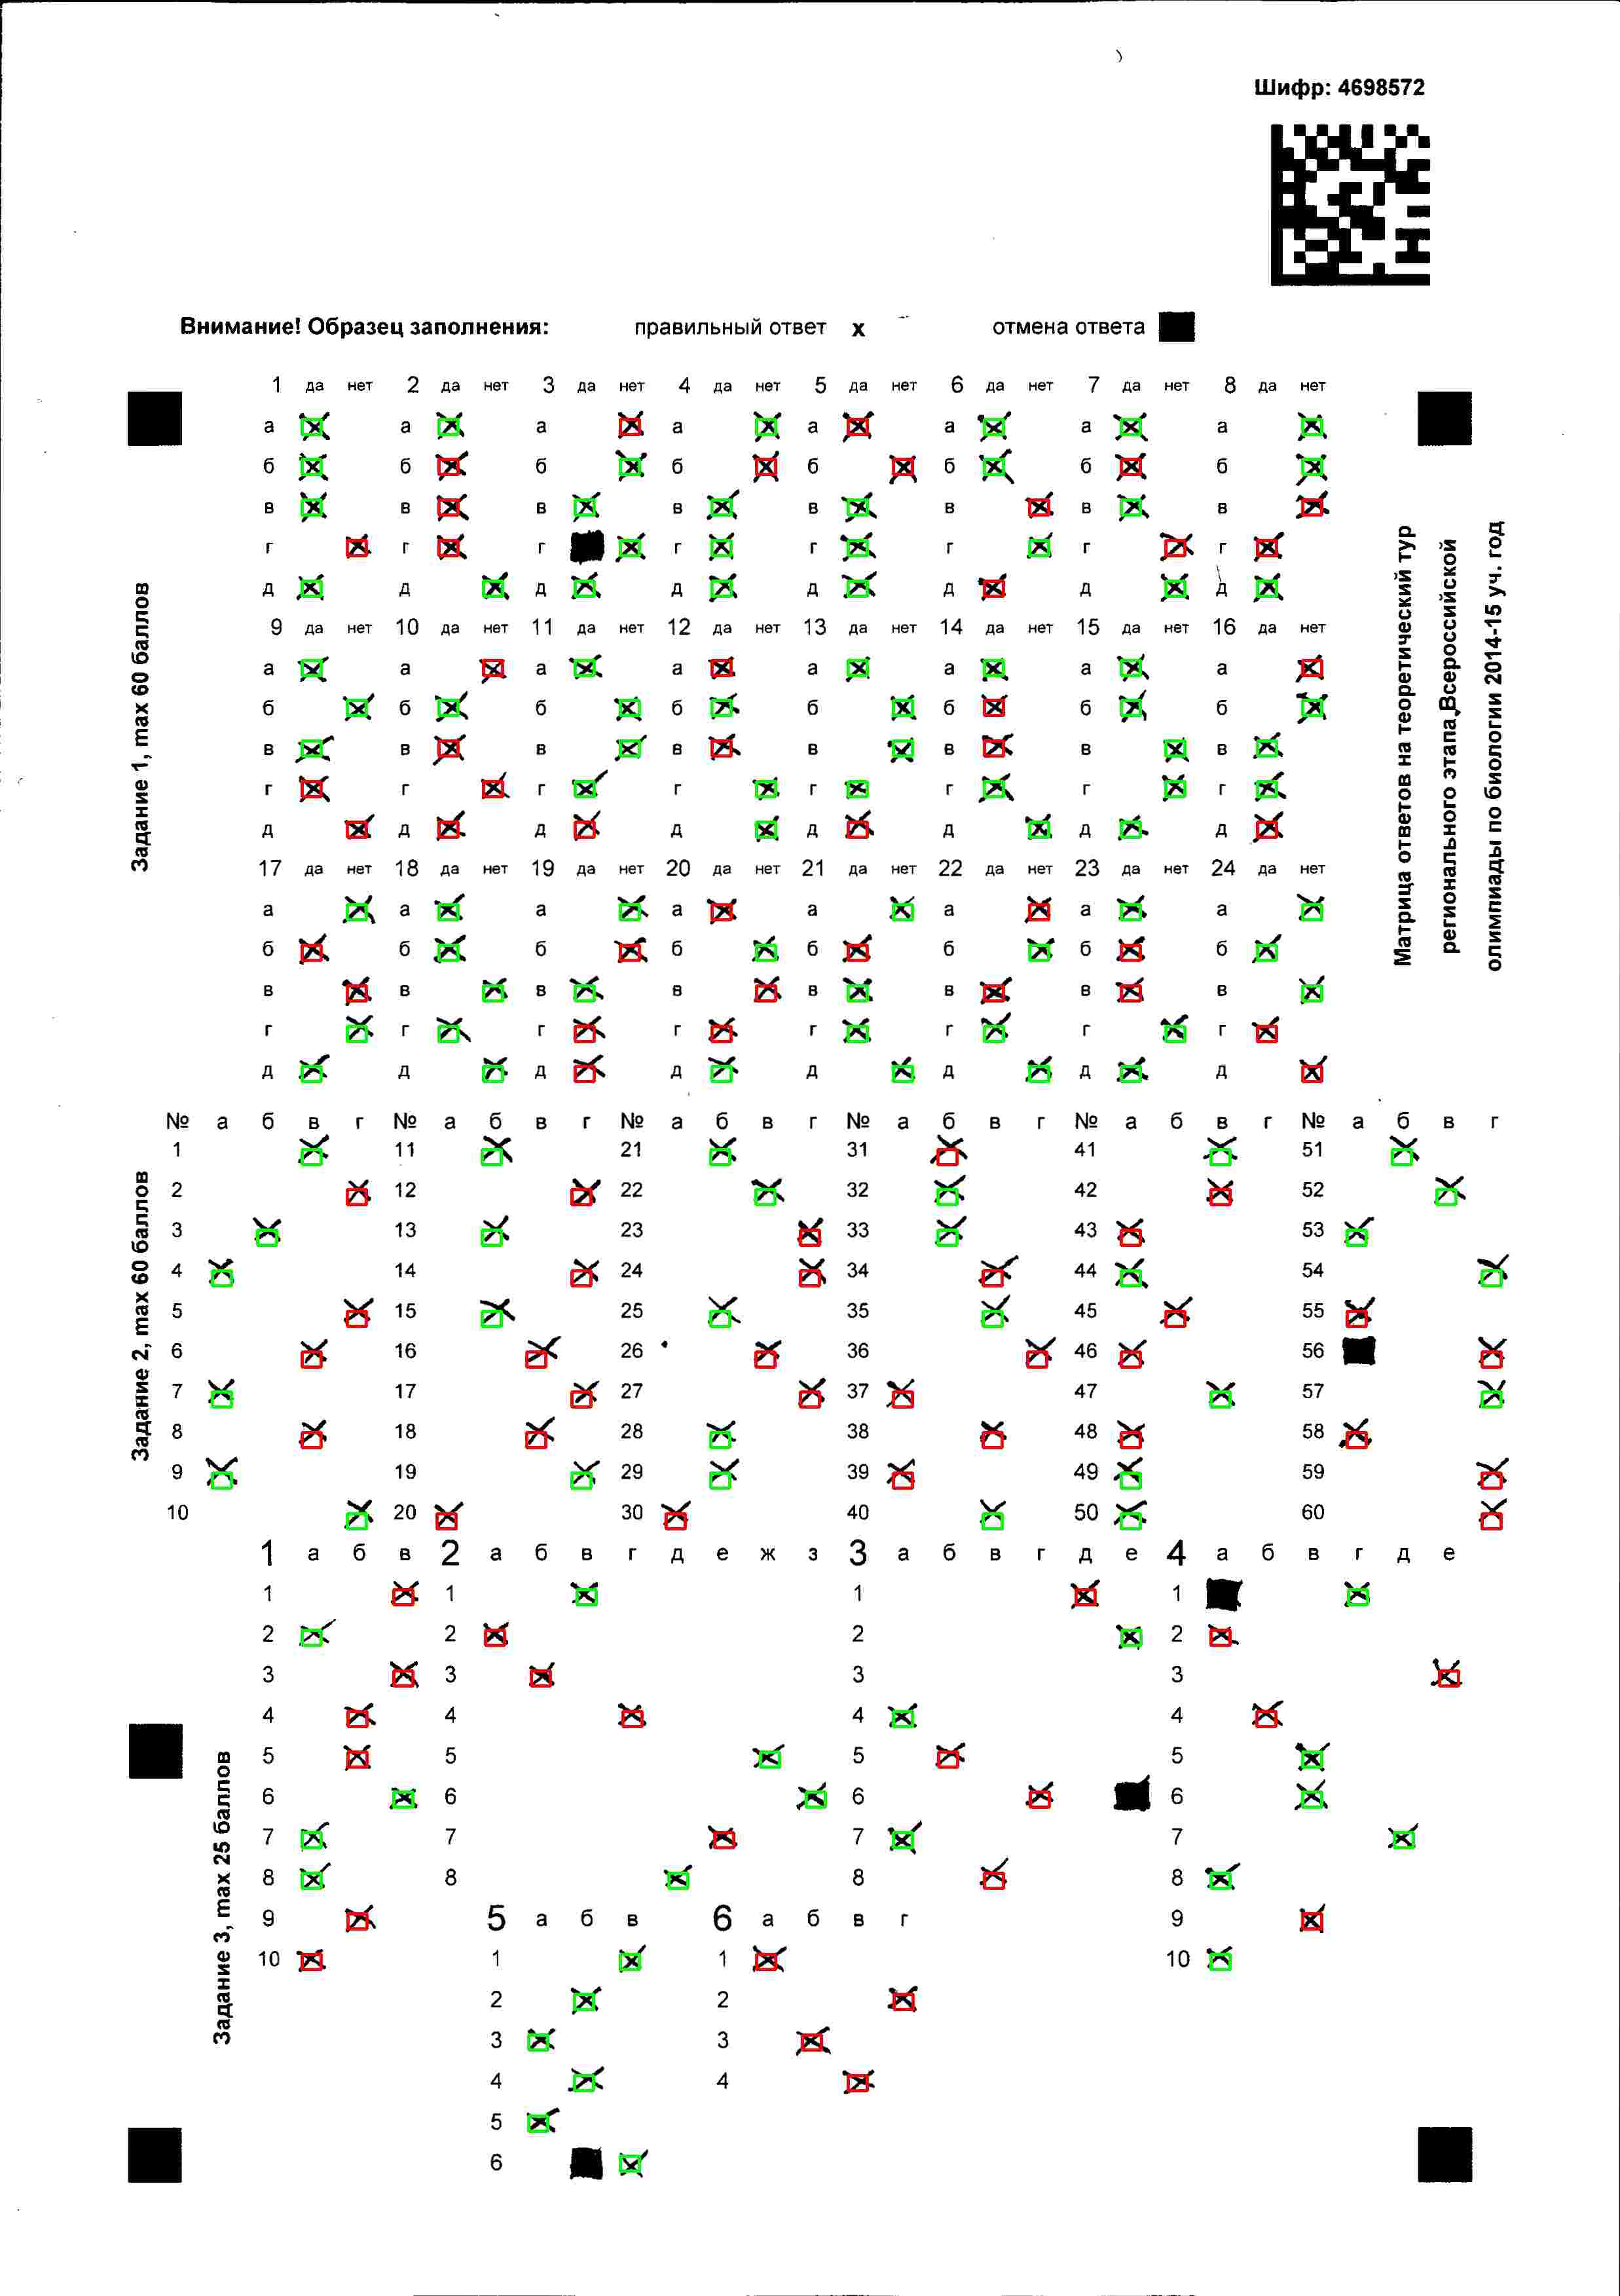 Шифр: 4698572
Внимание! Образец заполнения: правильный ответ х отмена ответа
1 да нет 2 да нет 3 да нет 4 да нет 5 да нет 6 да нет 7 да нет 8 да нет
а а а а а а а а
б б б б б б б б
в в в в в в в в
г г г г г г г г
д д д д д д д д
9 да нет 10 да нет 11 да нет 12 да нет 13 да нет 14 да нет 15 да нет 16 да нет
а а а а а а а а
б б б б б б б б
в в в в в в в в
г г г г г г г г
д д д д д д д д
17 да нет 18 да нет 19 да нет 20 да нет 21 да нет 22 да нет 23 да нет 24 да нет
а а а а а а а а
б б б б б б б б
в в в в в в в в
г г г г г г г г
д д д д д д д д
Задание 1, max 60 баллов
Матрица ответов на теоретический тур
регионального этапа Всероссийской
олимпиады по биологии 2014-15 уч. год
№ а б в г № а б в г № а б в г № а б в г № а б в г № а б в г
1 11 21 31 41 51
2 12 22 32 42 52
3 13 23 33 43 53
4 14 24 34 44 54
5 15 25 35 45 55
6 16 26 36 46 56
7 17 27 37 47 57
8 18 28 38 48 58
9 19 29 39 49 59
10 20 30 40 50 60
Задание 2, max 60 баллов
1 а б в 2 а б в г д е ж з 3 а б в г д е 4 а б в г д е
1 1 1 1
2 2 2 2
3 3 3 3
4 4 4 4
5 5 5 5
6 6 6 6
7 7 7 7
8 8 8 8
9 5 а б в 6 а б в г 9
10 1 1 10
2 2
3 3
4 4
5
6
Задание 3, max 25 баллов